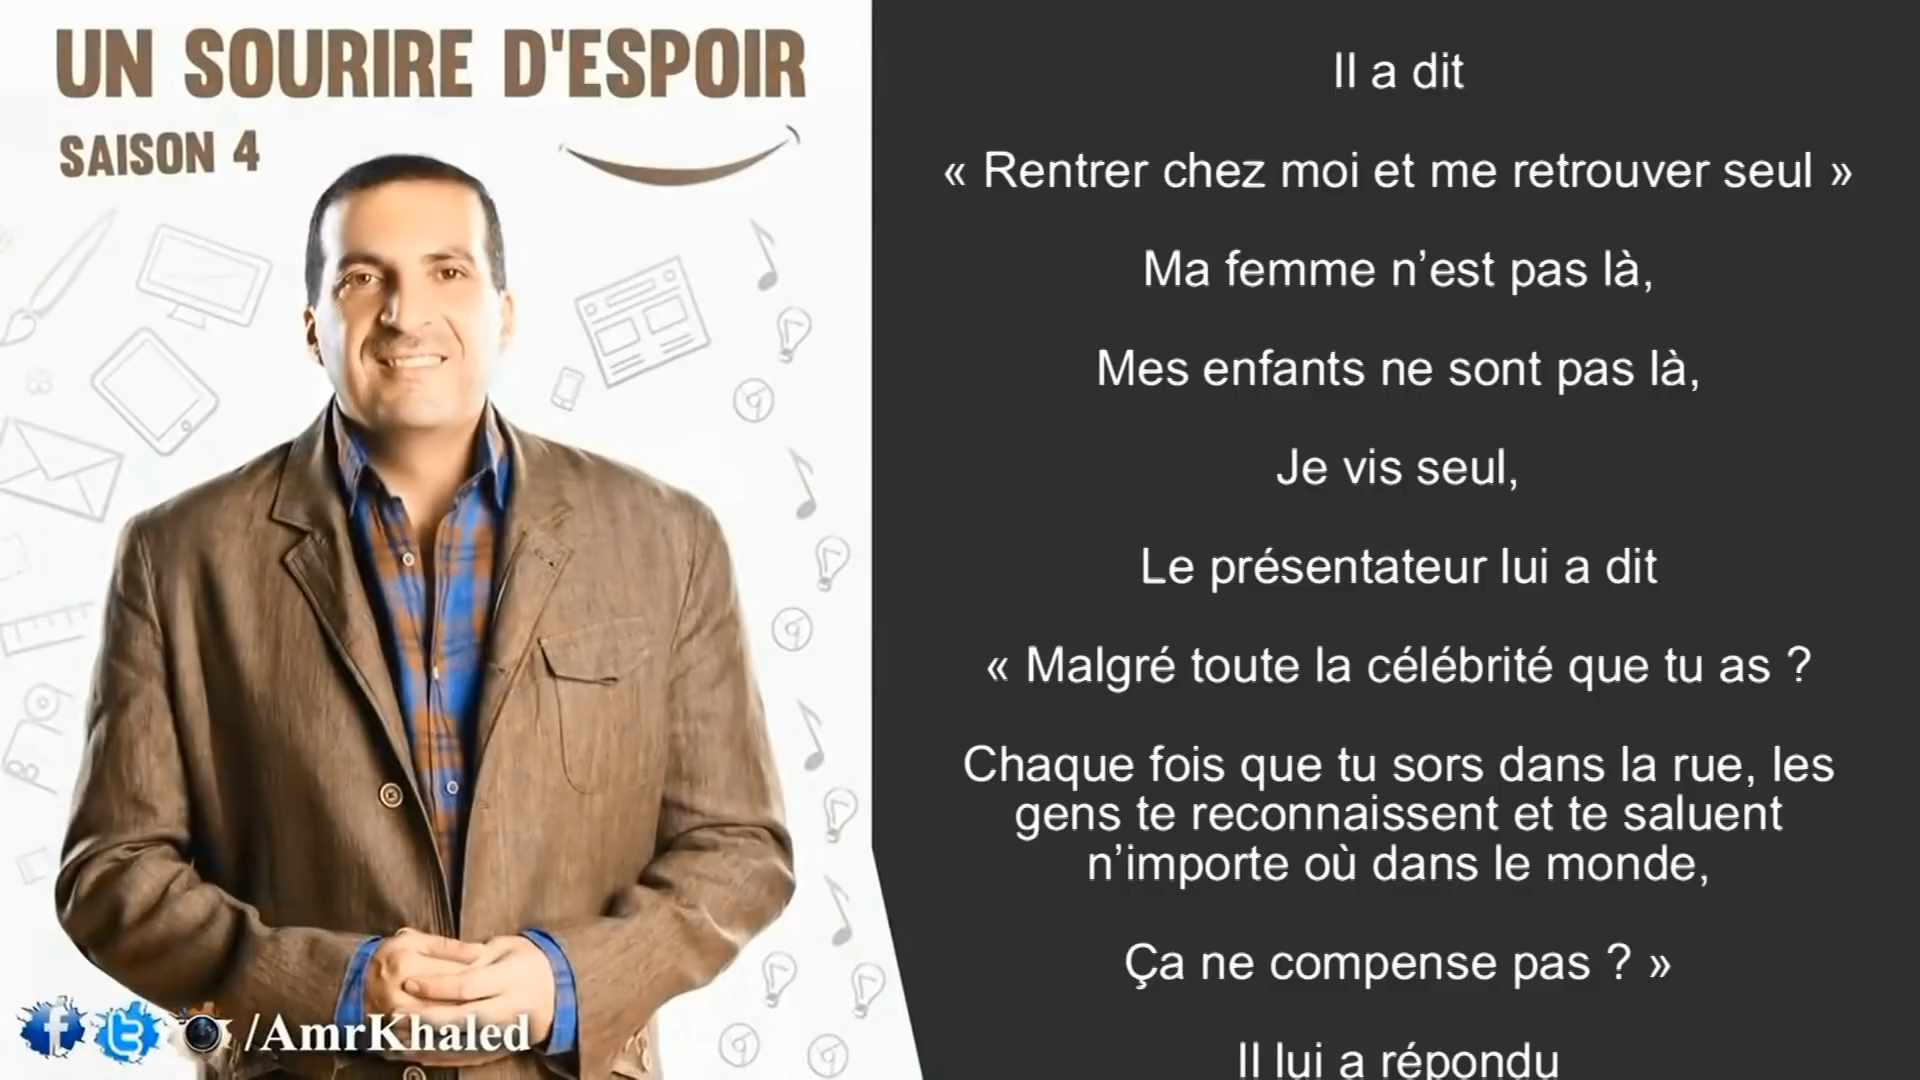 UN SOURIRE D'ESPOIR
SAISON 4
/AmrKhaled
Il a dit
« Rentrer chez moi et me retrouver seul »
Ma femme n’est pas là,
Mes enfants ne sont pas là,
Je vis seul,
Le présentateur lui a dit
« Malgré toute la célébrité que tu as ?
Chaque fois que tu sors dans la rue, les
gens te reconnaissent et te saluent
n’importe où dans le monde,
Ça ne compense pas ? »
Il lui a répondu